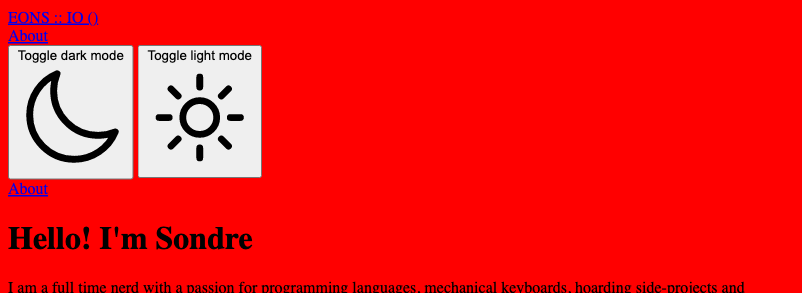 EONS :: IO ()
About
Toggle dark mode Toggle light mode
About
Hello! I'm Sondre
I am a full time nerd with a passion for programming languages, mechanical keyboards, hoarding side-projects and